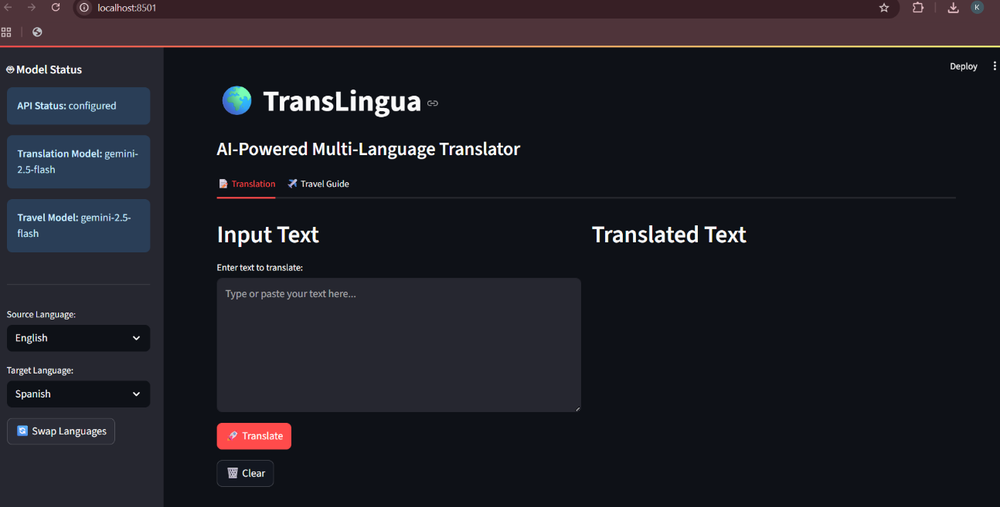 localhost:8501
K
Model Status
API Status: configured
Translation Model: gemini-
2.5-flash
Travel Model: gemini-2.5-
flash
Source Language:
English
Target Language:
Spanish
Swap Languages
Deploy
TransLingua
AI-Powered Multi-Language Translator
Translation
Travel Guide
Input Text
Enter text to translate:
Type or paste your text here...
Translate
Clear
Translated Text